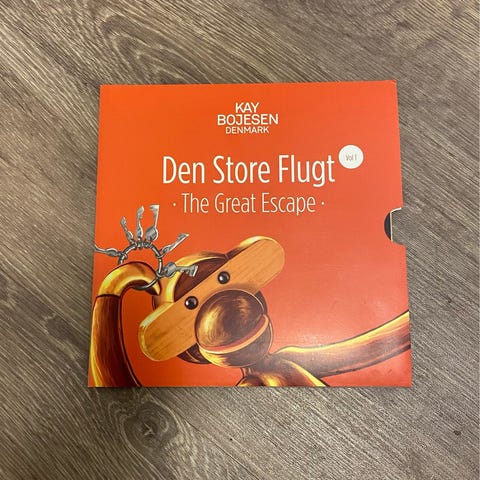 KAY
BOJESEN
DENMARK
Den Store Flugt
Vol 1
· The Great Escape ·